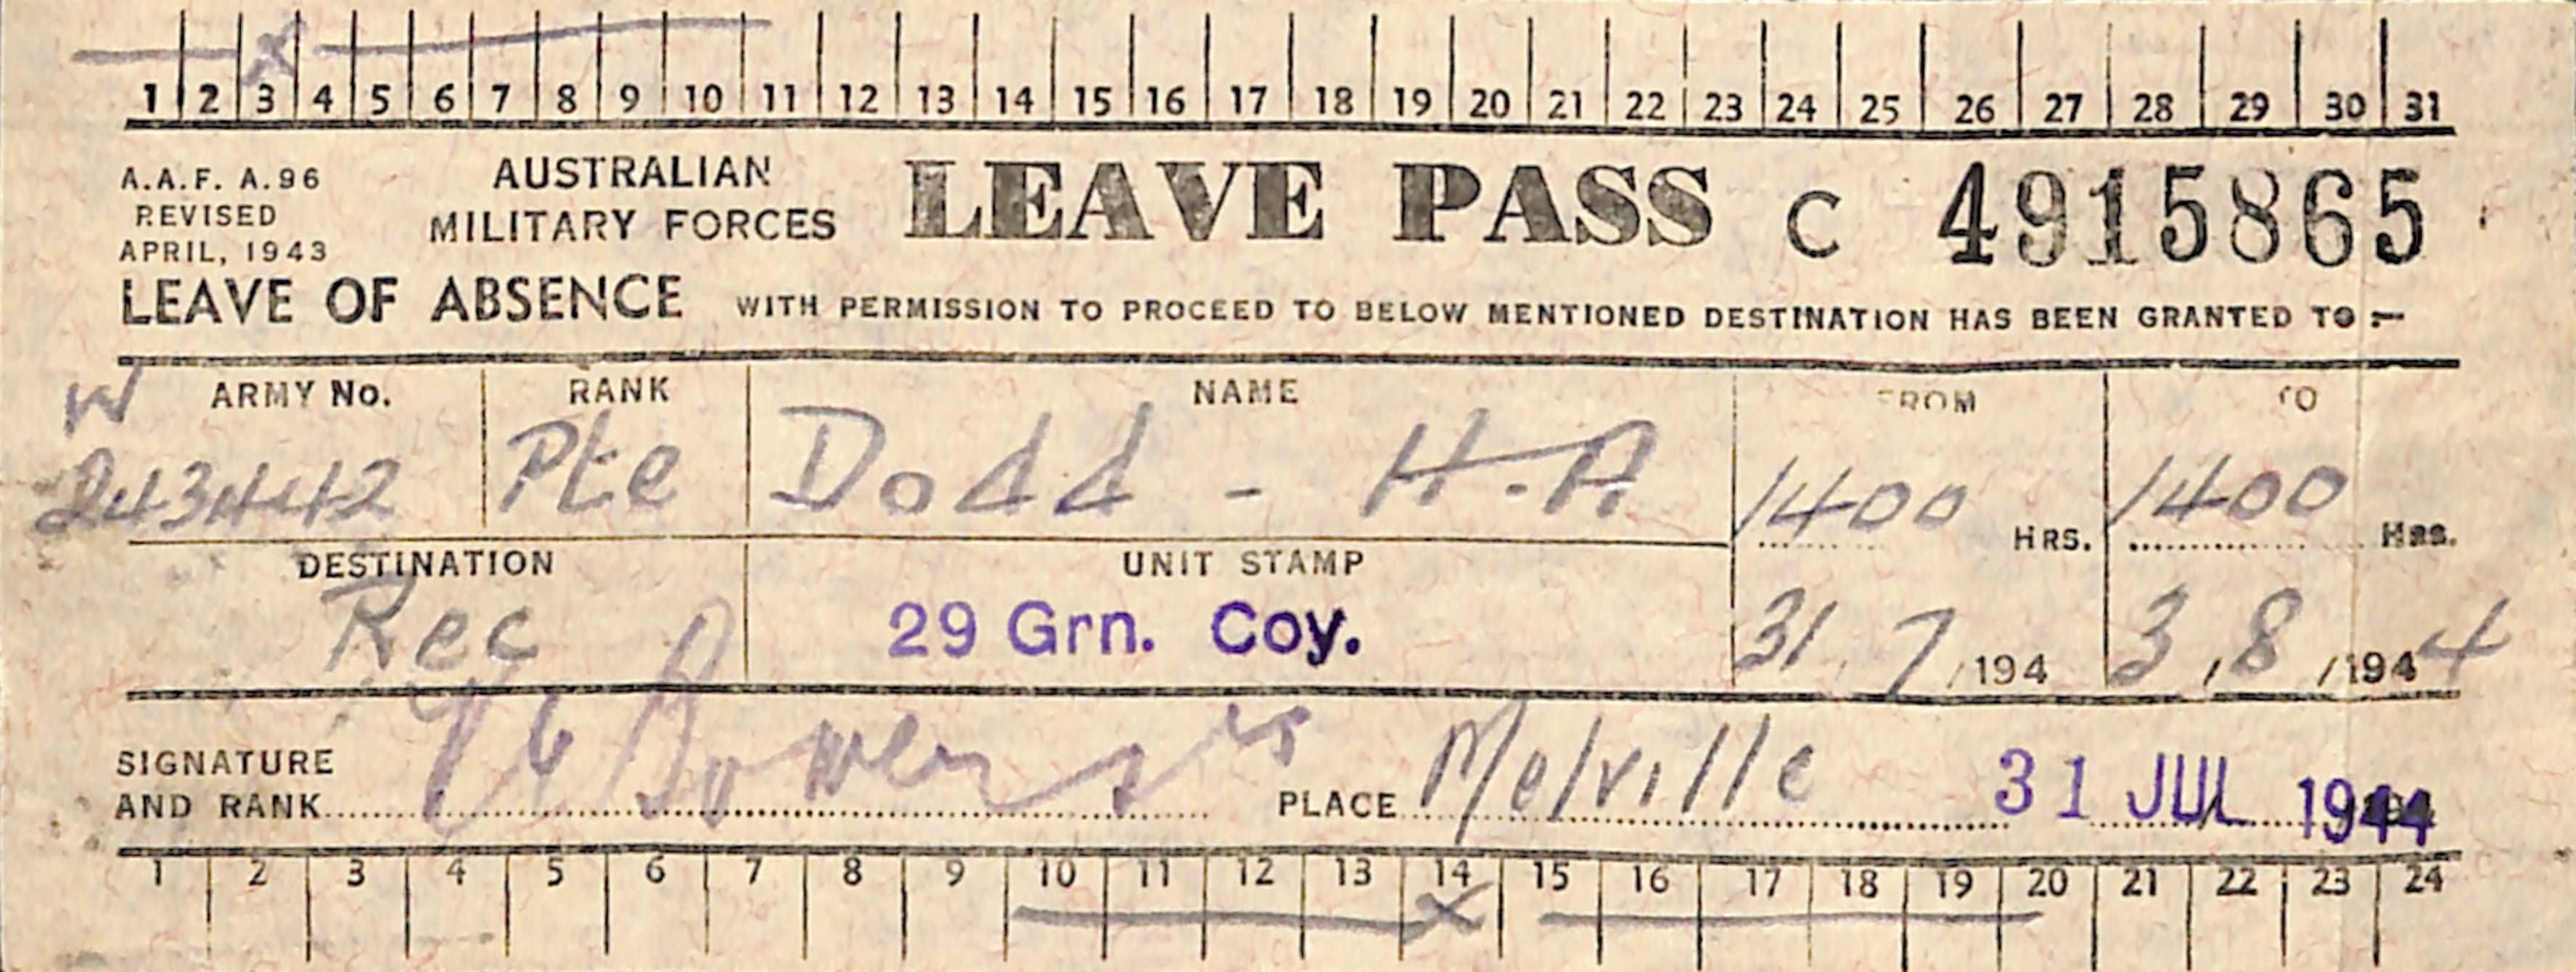 1 2 3 4 5 6 7 8 9 10 11 12 13 14 15 16 17 18 19 20 21 22 23 24 25 26 27 28 29 30 31
A.A.F. A.96
REVISED
APRIL, 1943
AUSTRALIAN
MILITARY FORCES
LEAVE PASS C 4915865
LEAVE OF ABSENCE WITH PERMISSION TO PROCEED TO BELOW MENTIONED DESTINATION HAS BEEN GRANTED TO :—
W ARMY No. RANK NAME FROM TO
243442 Pte Dodd - H.A 1400 HRS. 1400 HRS.
DESTINATION UNIT STAMP
Rec 29 Grn. Coy. 31.7/194 3/8/1944
SIGNATURE
AND RANK Bowers PLACE Melville 31 JUL 1944
1 2 3 4 5 6 7 8 9 10 11 12 13 14 15 16 17 18 19 20 21 22 23 24